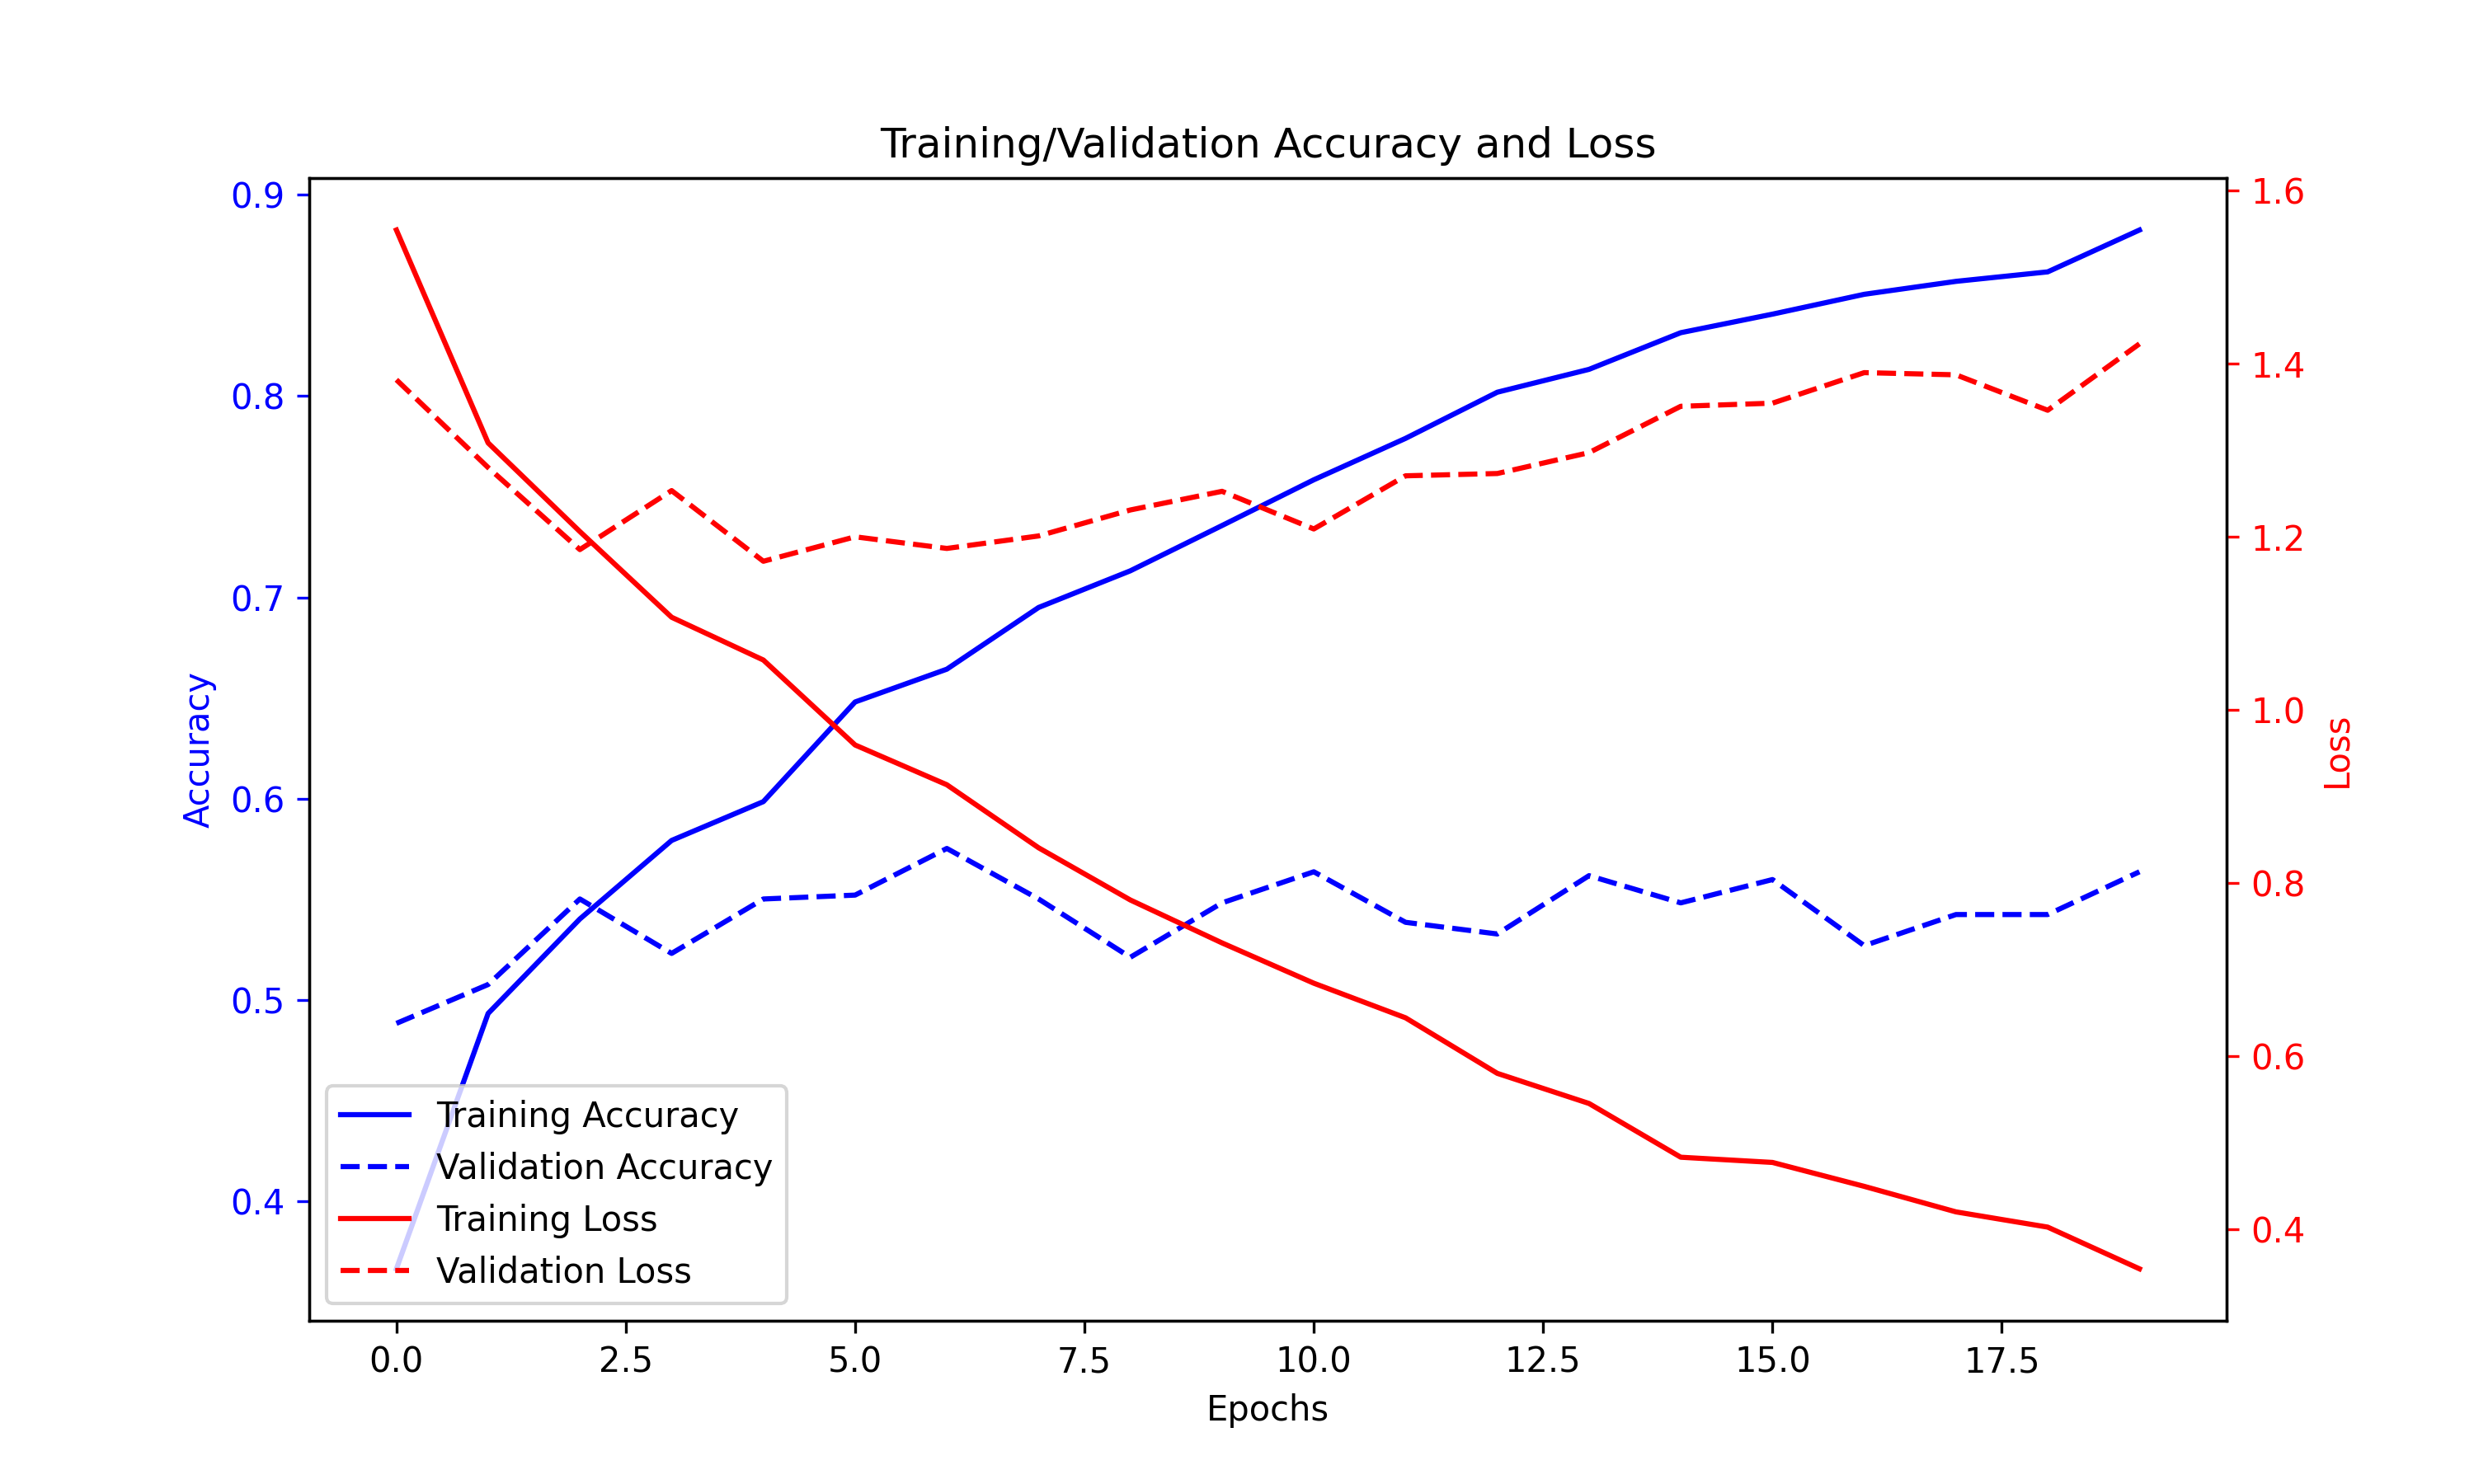 Training/Validation Accuracy and Loss
0.9
0.8
0.7
0.6
0.5
0.4
Accuracy
1.6
1.4
1.2
1.0
0.8
0.6
0.4
Loss
Training Accuracy
Validation Accuracy
Training Loss
Validation Loss
0.0 2.5 5.0 7.5 10.0 12.5 15.0 17.5
Epochs